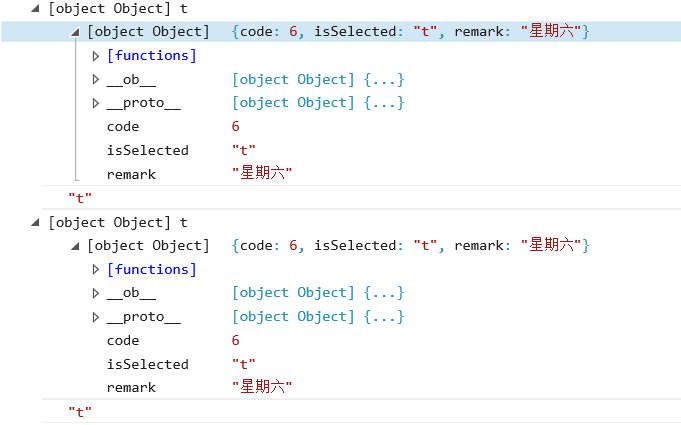 [object Object] t
[object Object] {code: 6, isSelected: "t", remark: "星期六"}
[functions]
__ob__ [object Object] {...}
__proto__ [object Object] {...}
code 6
isSelected "t"
remark "星期六"
"t"
[object Object] t
[object Object] {code: 6, isSelected: "t", remark: "星期六"}
[functions]
__ob__ [object Object] {...}
__proto__ [object Object] {...}
code 6
isSelected "t"
remark "星期六"
"t"